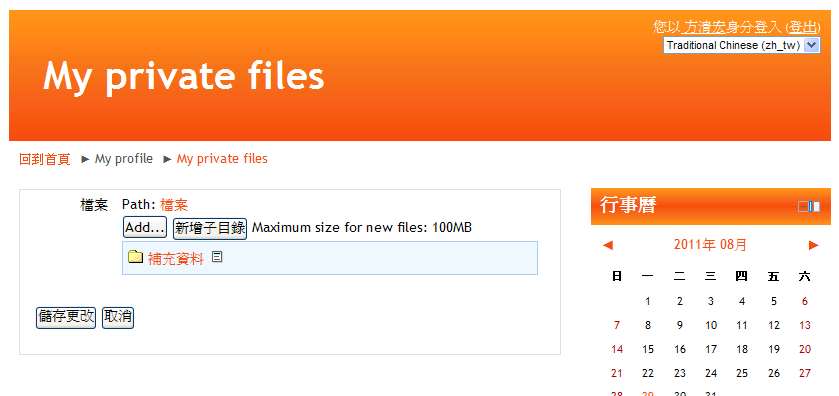 您以 方清宏身分登入 (登出)
Traditional Chinese (zh_tw)
My private files
回到首頁 ► My profile ► My private files
檔案 Path: 檔案
Add... 新增子目錄 Maximum size for new files: 100MB
補充資料
儲存更改 取消
行事曆
◄ 2011年 08月 ►
日 一 二 三 四 五 六
1 2 3 4 5 6
7 8 9 10 11 12 13
14 15 16 17 18 19 20
21 22 23 24 25 26 27
28 29 30 31